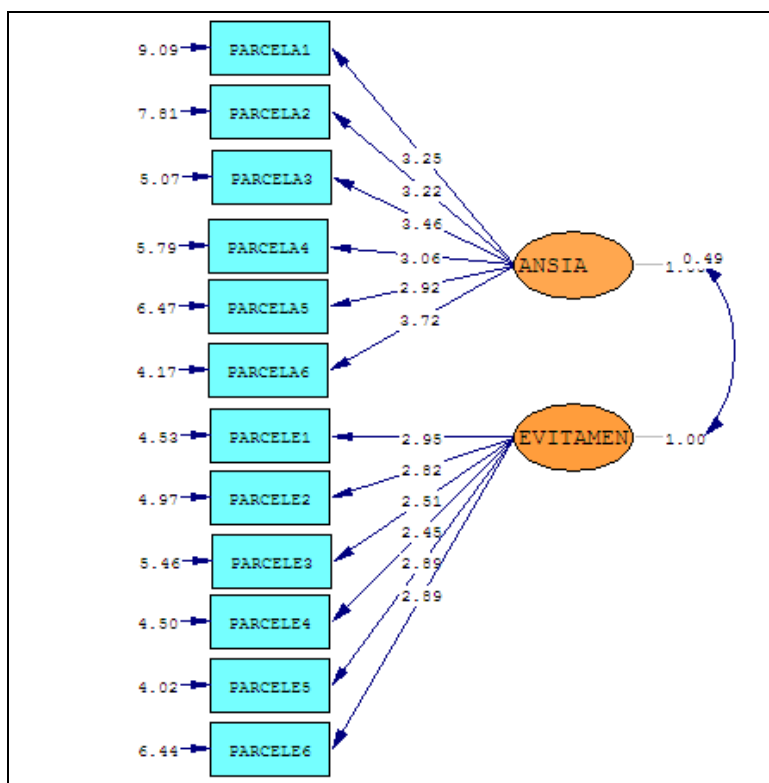 9.09 PARCELA1
7.81 PARCELA2
3.25
5.07 PARCELA3
3.22
3.46
5.79 PARCELA4
3.06
ANSIA
0.49
2.92
6.47 PARCELA5
3.72
4.17 PARCELA6
4.53 PARCELE1
2.95
EVITAMEN
1.00
2.82
4.97 PARCELE2
2.51
2.45
5.46 PARCELE3
2.89
2.89
4.50 PARCELE4
4.02 PARCELE5
6.44 PARCELE6